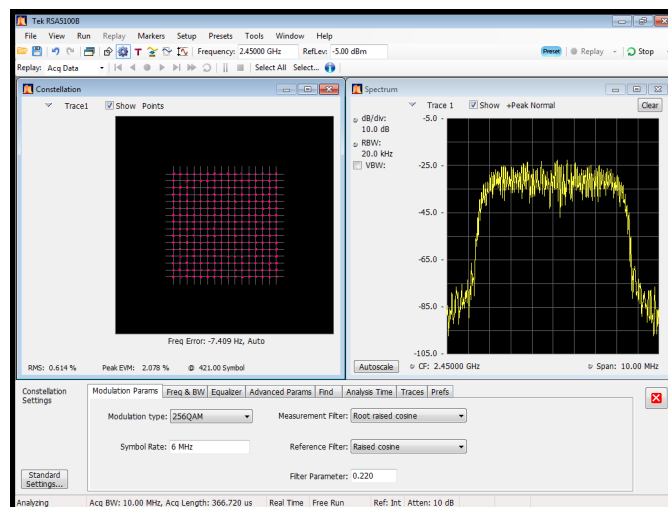 Tek RSA5100B
File View Run Replay Markers Setup Presets Tools Window Help
Frequency: 2.45000 GHz RefLev: -5.00 dBm Preset Replay Stop
Replay: Acq Data Select All Select...
Constellation
Trace1 Show Points
Freq Error: -7.409 Hz, Auto
RMS: 0.614 % Peak EVM: 2.078 % @ 421.00 Symbol
Spectrum
Trace 1 Show +Peak Normal Clear
dB/div:
10.0 dB
RBW:
20.0 kHz
VBW:
-5.0
-25.0
-45.0
-65.0
-85.0
-105.0
Autoscale CF: 2.45000 GHz Span: 10.00 MHz
Constellation
Settings
Modulation Params Freq & BW Equalizer Advanced Params Find Analysis Time Traces Prefs
Modulation type: 256QAM Measurement Filter: Root raised cosine
Symbol Rate: 6 MHz Reference Filter: Raised cosine
Filter Parameter: 0.220
Standard
Settings...
Analyzing Acq BW: 10.00 MHz, Acq Length: 366.720 us Real Time Free Run Ref: Int Atten: 10 dB